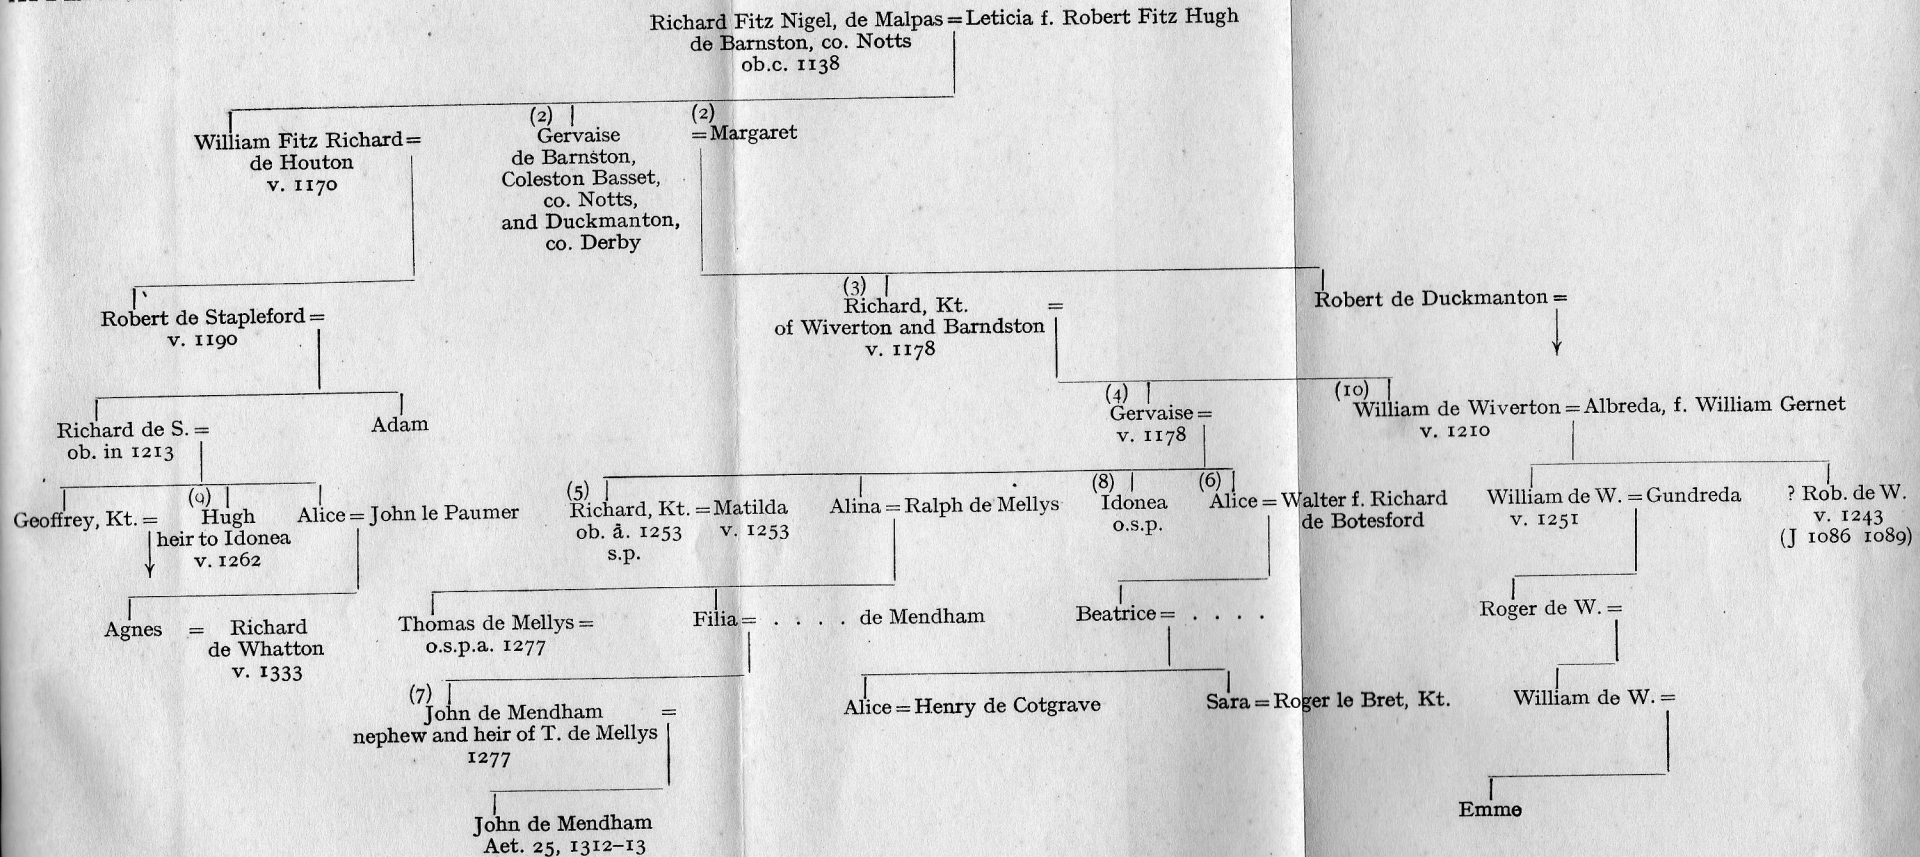 Richard Fitz Nigel, de Malpas = Leticia f. Robert Fitz Hugh
de Barnston, co. Notts
ob.c. 1138
(2) (2)
William Fitz Richard =
de Houton
v. 1170
Gervaise
de Barnston,
Coleston Basset,
co. Notts,
and Duckmanton,
co. Derby
= Margaret
Robert de Stapleford =
v. 1190
(3)
Richard, Kt. =
of Wiverton and Barndston
v. 1178
Robert de Duckmanton =
Richard de S. =
ob. in 1213
Adam
(4)
Gervaise =
v. 1178
(10)
William de Wiverton = Albreda, f. William Gernet
v. 1210
Geoffrey, Kt. =
(9)
Hugh
heir to Idonea
v. 1262
Alice = John le Paumer
(5)
Richard, Kt. = Matilda
ob. ā. 1253 v. 1253
s.p.
Alina = Ralph de Mellys
(8)
Idonea
o.s.p.
(6)
Alice = Walter f. Richard
de Botesford
William de W. = Gundreda
v. 1251
? Rob. de W.
v. 1243
(J 1086 1089)
Agnes = Richard
de Whatton
v. 1333
Thomas de Mellys =
o.s.p.a. 1277
Filia = . . . . de Mendham
Beatrice = . . . .
Roger de W. =
(7)
John de Mendham =
nephew and heir of T. de Mellys
1277
Alice = Henry de Cotgrave
Sara = Roger le Bret, Kt.
William de W. =
John de Mendham
Aet. 25, 1312–13
Emme